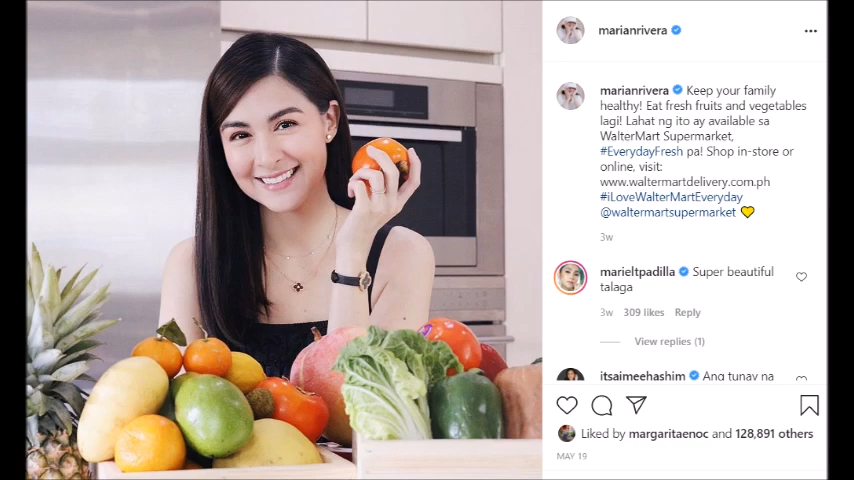 marianrivera
marianrivera Keep your family
healthy! Eat fresh fruits and vegetables
lagi! Lahat ng ito ay available sa
WalterMart Supermarket,
#EverydayFresh pa! Shop in-store or
online, visit:
www.waltermartdelivery.com.ph
#iLoveWalterMartEveryday
@waltermartsupermarket 💛
3w
marieltpadilla Super beautiful
talaga
3w 309 likes Reply
View replies (1)
itsaimeehashim Ang tunay na
Liked by margaritaenoc and 128,891 others
MAY 19